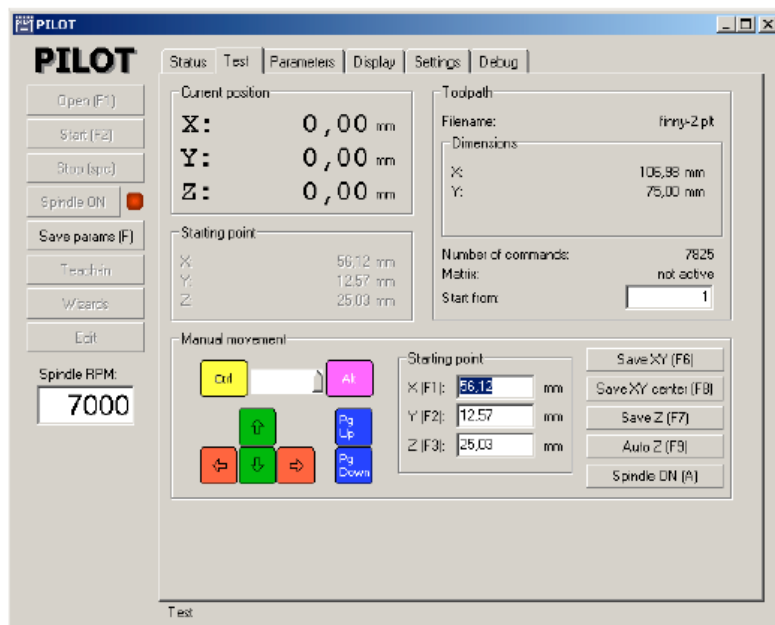 PILOT
PILOT
Status Test Parameters Display Settings Debug
Open (F1)
Start (F2)
Stop (spc)
Spindle ON
Save params (F)
Teach-in
Wizards
Edit
Spindle RPM:
7000
Current position
X: 0,00 mm
Y: 0,00 mm
Z: 0,00 mm
Starting point
X: 56,12 mm
Y: 12,57 mm
Z: 25,03 mm
Toolpath
Filename: finny-2.plt
Dimensions
X: 106,98 mm
Y: 75,00 mm
Number of commands: 7825
Matrix: not active
Start from: 1
Manual movement
Ctrl Alt
Pg Up
Pg Down
Starting point
X (F1): 56,12 mm
Y (F2): 12,57 mm
Z (F3): 25,03 mm
Save XY (F6)
Save XY center (F8)
Save Z (F7)
Auto Z (F9)
Spindle ON (A)
Test